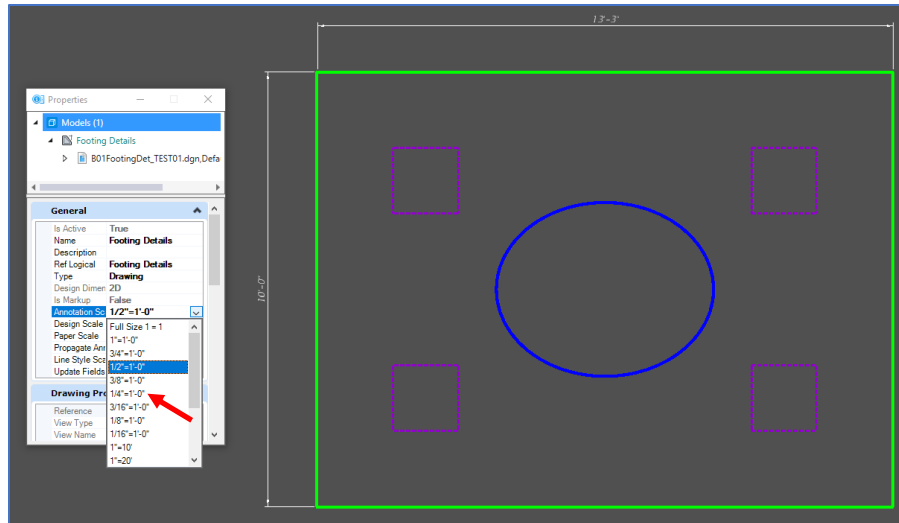 13'-3"
10'-0"
Properties
Models (1)
Footing Details
B01FootingDet_TEST01.dgn,Defa
General
Is Active True
Name Footing Details
Description
Ref Logical Footing Details
Type Drawing
Design Dimen 2D
Is Markup False
Annotation Sc 1/2"=1'-0"
Design Scale
Paper Scale
Propagate Anr
Line Style Sca
Update Fields
Full Size 1 = 1
1"=1'-0"
3/4"=1'-0"
1/2"=1'-0"
3/8"=1'-0"
1/4"=1'-0"
3/16"=1'-0"
1/8"=1'-0"
1/16"=1'-0"
1"=10'
1"=20'
Drawing Pro
Reference
View Type
View Name